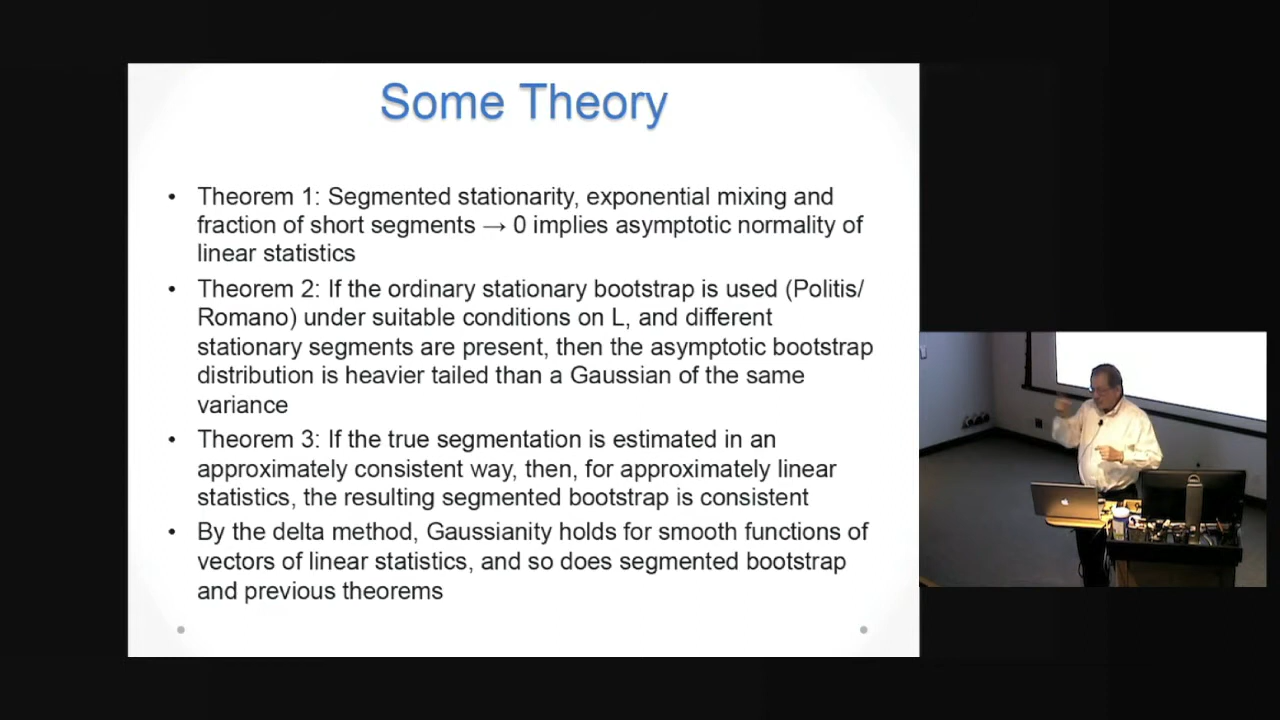 Some Theory
• Theorem 1: Segmented stationarity, exponential mixing and
fraction of short segments → 0 implies asymptotic normality of
linear statistics
• Theorem 2: If the ordinary stationary bootstrap is used (Politis/
Romano) under suitable conditions on L, and different
stationary segments are present, then the asymptotic bootstrap
distribution is heavier tailed than a Gaussian of the same
variance
• Theorem 3: If the true segmentation is estimated in an
approximately consistent way, then, for approximately linear
statistics, the resulting segmented bootstrap is consistent
• By the delta method, Gaussianity holds for smooth functions of
vectors of linear statistics, and so does segmented bootstrap
and previous theorems